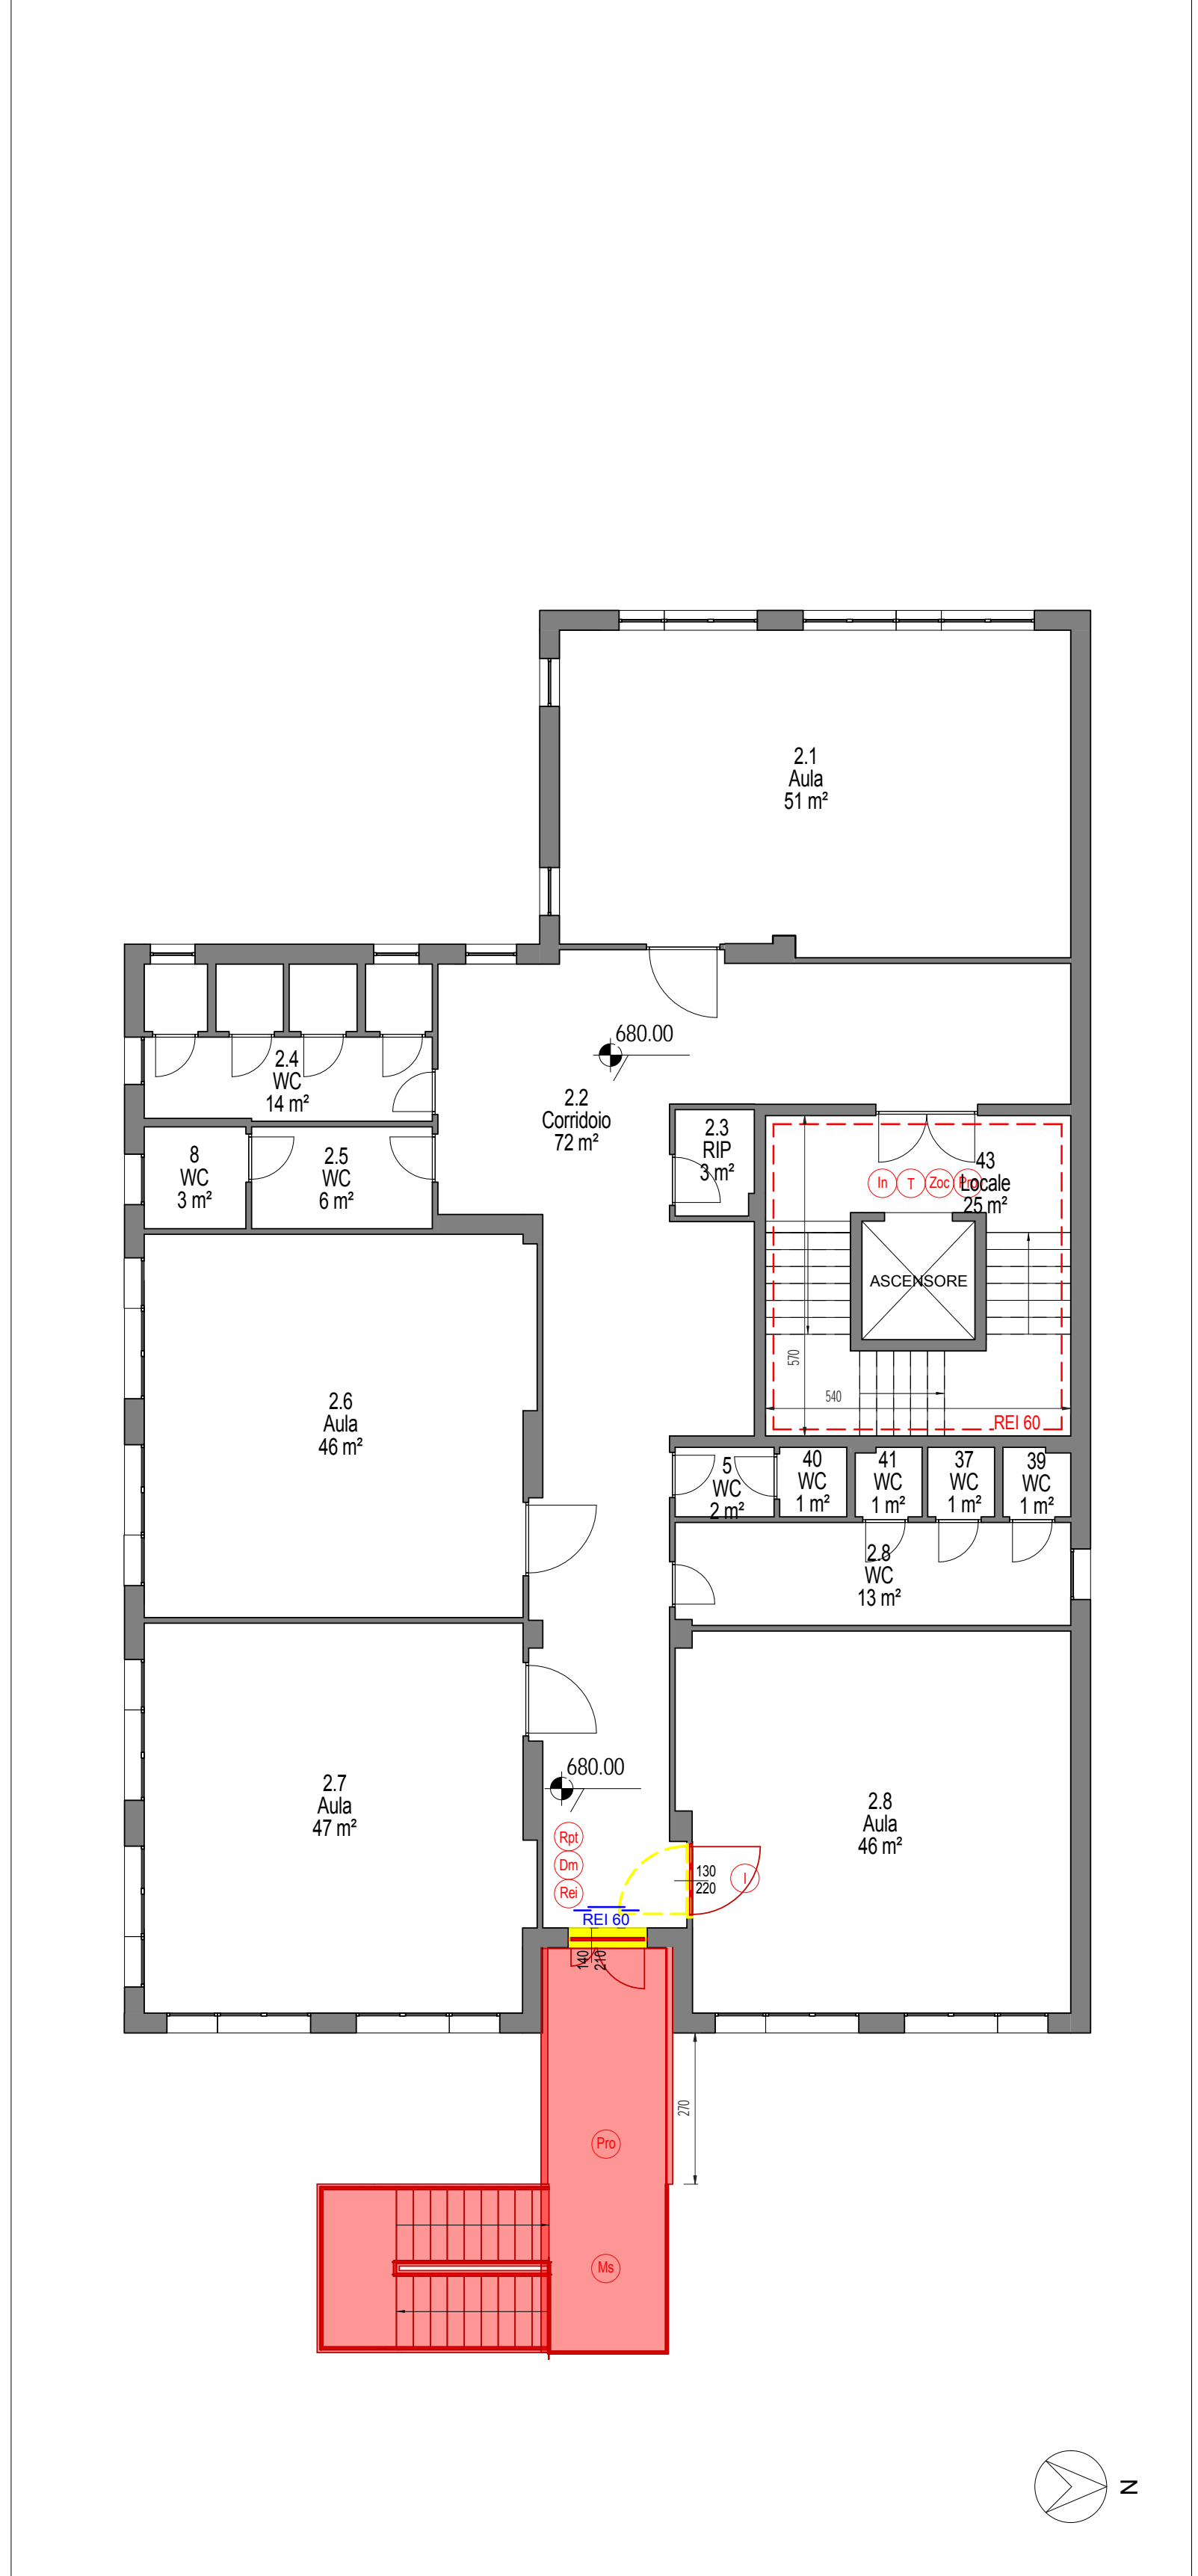 2.1
Aula
51 m²
680.00
2.2
Corridoio
72 m²
2.3
RIP
3 m²
2.4
WC
14 m²
8
WC
3 m²
2.5
WC
6 m²
43
Locale
25 m²
In
T
Zoc
Pro
ASCENSORE
570
540
REI 60
2.6
Aula
46 m²
5
WC
2 m²
40
WC
1 m²
41
WC
1 m²
37
WC
1 m²
39
WC
1 m²
2.8
WC
13 m²
680.00
2.7
Aula
47 m²
2.8
Aula
46 m²
Rpt
Dm
Rei
130
220
I
REI 60
140
210
270
Pro
Ms
N